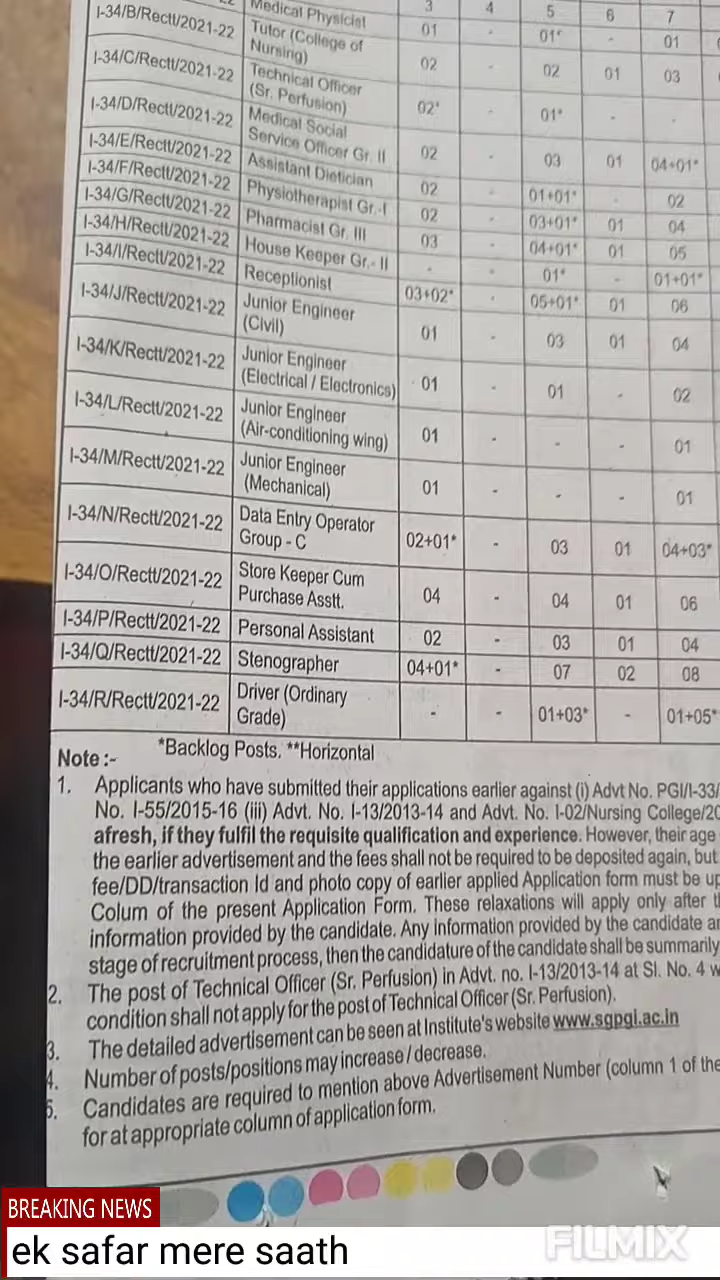 3 4 5 6 7
Medical Physicist 01 - 01* - 01
I-34/B/Rectt/2021-22 Tutor (College of
Nursing) 02 - 02 01 03
I-34/C/Rectt/2021-22 Technical Officer
(Sr. Perfusion) 02* - 01* - -
I-34/D/Rectt/2021-22 Medical Social
Service Officer Gr. II 02 - 03 01 04+01*
I-34/E/Rectt/2021-22 Assistant Dietician 02 - 01+01* - 02
I-34/F/Rectt/2021-22 Physiotherapist Gr.-I 02 - 03+01* 01 04
I-34/G/Rectt/2021-22 Pharmacist Gr. III 03 - 04+01* 01 05
I-34/H/Rectt/2021-22 House Keeper Gr.- II - - 01* - 01+01*
I-34/I/Rectt/2021-22 Receptionist 03+02* - 05+01* 01 06
I-34/J/Rectt/2021-22 Junior Engineer
(Civil) 01 - 03 01 04
I-34/K/Rectt/2021-22 Junior Engineer
(Electrical / Electronics) 01 - 01 - 02
I-34/L/Rectt/2021-22 Junior Engineer
(Air-conditioning wing) 01 - - - 01
I-34/M/Rectt/2021-22 Junior Engineer
(Mechanical) 01 - - - 01
I-34/N/Rectt/2021-22 Data Entry Operator
Group - C 02+01* - 03 01 04+03*
I-34/O/Rectt/2021-22 Store Keeper Cum
Purchase Asstt. 04 - 04 01 06
I-34/P/Rectt/2021-22 Personal Assistant 02 - 03 01 04
I-34/Q/Rectt/2021-22 Stenographer 04+01* - 07 02 08
I-34/R/Rectt/2021-22 Driver (Ordinary
Grade) - - 01+03* - 01+05*
Note :- *Backlog Posts. **Horizontal
1. Applicants who have submitted their applications earlier against (i) Advt No. PGI/I-33/
No. I-55/2015-16 (iii) Advt. No. I-13/2013-14 and Advt. No. I-02/Nursing College/20
afresh, if they fulfil the requisite qualification and experience. However, their age
the earlier advertisement and the fees shall not be required to be deposited again, but
fee/DD/transaction Id and photo copy of earlier applied Application form must be up
Colum of the present Application Form. These relaxations will apply only after t
information provided by the candidate. Any information provided by the candidate a
stage of recruitment process, then the candidature of the candidate shall be summarily
2. The post of Technical Officer (Sr. Perfusion) in Advt. no. I-13/2013-14 at Sl. No. 4 w
condition shall not apply for the post of Technical Officer (Sr. Perfusion).
3. The detailed advertisement can be seen at Institute's website www.sgpgi.ac.in
4. Number of posts/positions may increase / decrease.
5. Candidates are required to mention above Advertisement Number (column 1 of the
for at appropriate column of application form.
BREAKING NEWS
ek safar mere saath
FILMIX